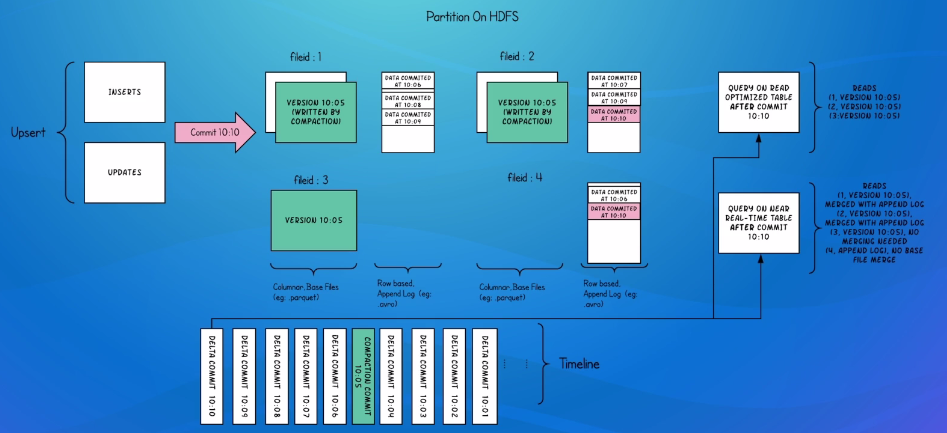 Partition On HDFS
Upsert
INSERTS
UPDATES
Commit 10:10
fileid : 1
VERSION 10:05
(WRITTEN BY
COMPACTION)
DATA COMMITED
AT 10:06
DATA COMMITED
AT 10:08
DATA COMMITED
AT 10:09
fileid : 2
VERSION 10:05
(WRITTEN BY
COMPACTION)
DATA COMMITED
AT 10:07
DATA COMMITED
AT 10:09
DATA COMMITED
AT 10:10
fileid : 3
VERSION 10:05
fileid : 4
DATA COMMITED
AT 10:06
DATA COMMITED
AT 10:10
Columnar, Base Files
(eg: .parquet)
Row based,
Append Log (eg:
.avro)
Columnar, Base Files
(eg: .parquet)
Row based,
Append Log (eg:
.avro)
QUERY ON READ
OPTIMIZED TABLE
AFTER COMMIT
10:10
READS
(1, VERSION 10:05)
(2, VERSION 10:05)
(3:VERSION 10:05)
QUERY ON NEAR
REAL-TIME TABLE
AFTER COMMIT
10:10
READS
(1, VERSION 10:05),
MERGED WITH APPEND LOG
(2, VERSION 10:05),
MERGED WITH APPEND LOG
(3, VERSION 10:05), NO
MERGING NEEDED
(4, APPEND LOG), NO BASE
FILE MERGE
DELTA COMMIT 10:10
DELTA COMMIT 10:09
DELTA COMMIT 10:08
DELTA COMMIT 10:07
DELTA COMMIT 10:06
COMPACTION COMMIT
10:05
DELTA COMMIT 10:04
DELTA COMMIT 10:03
DELTA COMMIT 10:02
DELTA COMMIT 10:01
Timeline